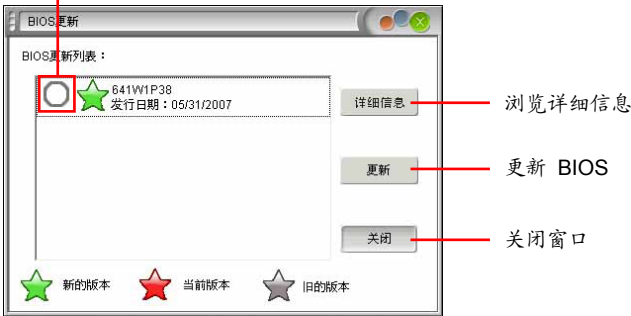 BIOS更新
BIOS更新列表：
641W1P38
发行日期：05/31/2007
详细信息
浏览详细信息
更新
更新 BIOS
关闭
关闭窗口
新的版本
当前版本
旧的版本